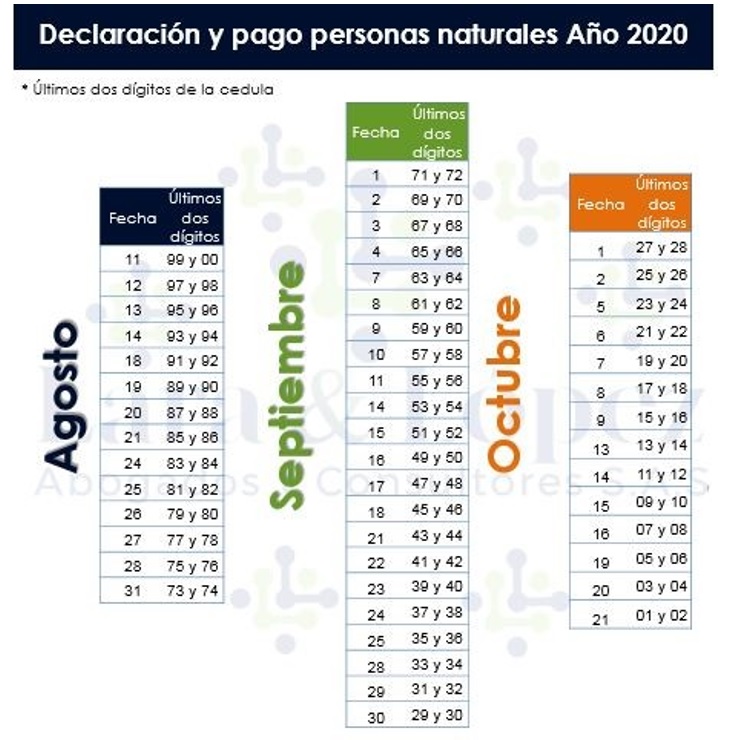 Declaración y pago personas naturales Año 2020
* Últimos dos dígitos de la cedula
Agosto
Fecha Últimos dos dígitos
11 99 y 00
12 97 y 98
13 95 y 96
14 93 y 94
18 91 y 92
19 89 y 90
20 87 y 88
21 85 y 86
24 83 y 84
25 81 y 82
26 79 y 80
27 77 y 78
28 75 y 76
31 73 y 74
Septiembre
Fecha Últimos dos dígitos
1 71 y 72
2 69 y 70
3 67 y 68
4 65 y 66
7 63 y 64
8 61 y 62
9 59 y 60
10 57 y 58
11 55 y 56
14 53 y 54
15 51 y 52
16 49 y 50
17 47 y 48
18 45 y 46
21 43 y 44
22 41 y 42
23 39 y 40
24 37 y 38
25 35 y 36
28 33 y 34
29 31 y 32
30 29 y 30
Octubre
Fecha Últimos dos dígitos
1 27 y 28
2 25 y 26
5 23 y 24
6 21 y 22
7 19 y 20
8 17 y 18
9 15 y 16
13 13 y 14
14 11 y 12
15 09 y 10
16 07 y 08
19 05 y 06
20 03 y 04
21 01 y 02
Lara & Lopez
Abogados Consultores S.A.S